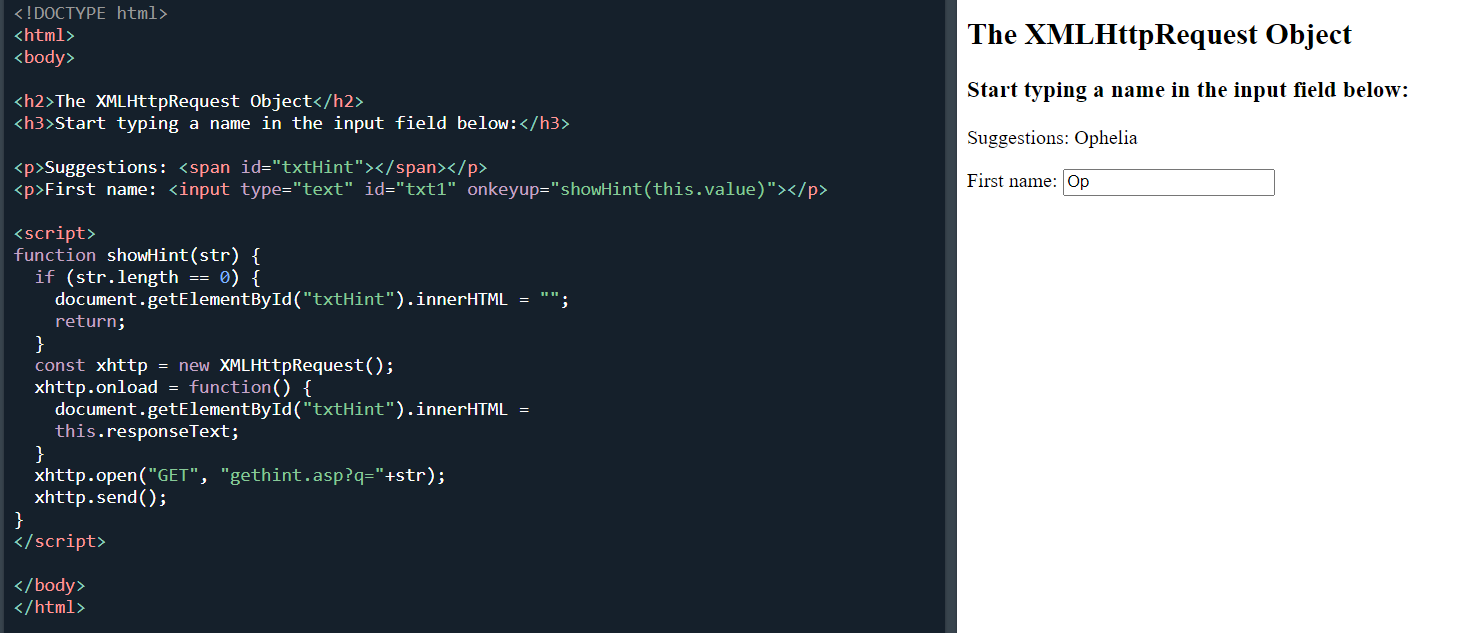 <!DOCTYPE html>
<html>
<body>
<h2>The XMLHttpRequest Object</h2>
<h3>Start typing a name in the input field below:</h3>
<p>Suggestions: <span id="txtHint"></span></p>
<p>First name: <input type="text" id="txt1" onkeyup="showHint(this.value)"></p>
<script>
function showHint(str) {
  if (str.length == 0) {
    document.getElementById("txtHint").innerHTML = "";
    return;
  }
  const xhttp = new XMLHttpRequest();
  xhttp.onload = function() {
    document.getElementById("txtHint").innerHTML =
    this.responseText;
  }
  xhttp.open("GET", "gethint.asp?q="+str);
  xhttp.send();
}
</script>
</body>
</html>
The XMLHttpRequest Object
Start typing a name in the input field below:
Suggestions: Ophelia
First name: Op